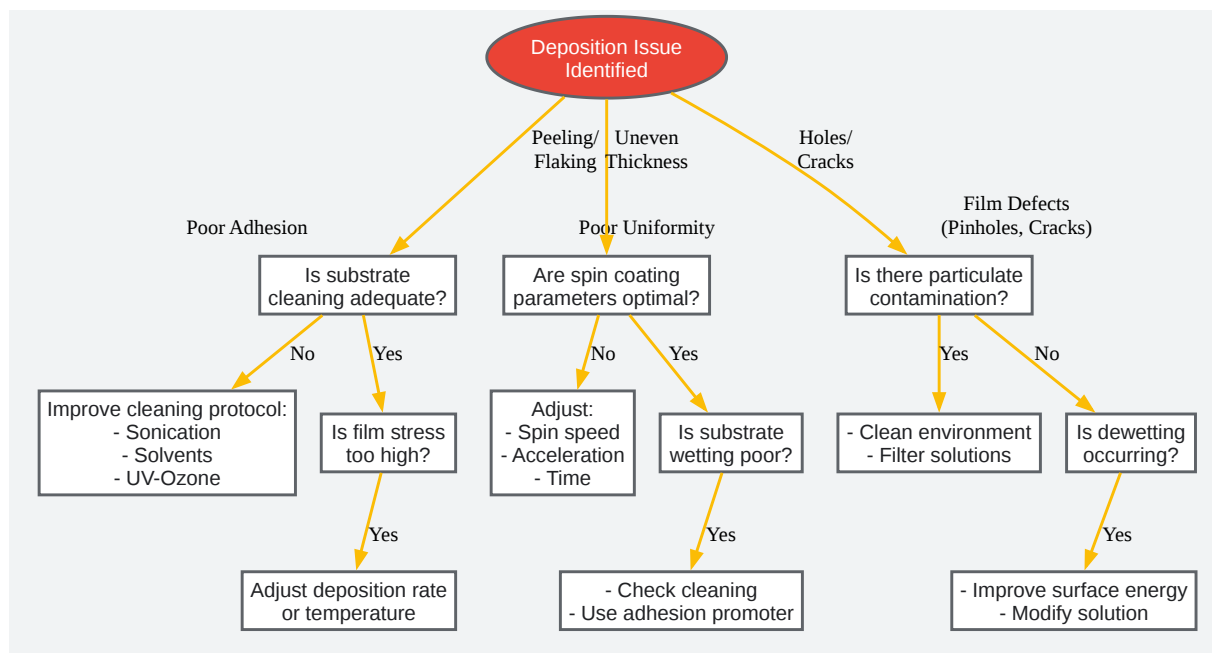 Deposition Issue
Identified
Peeling/
Flaking
Uneven
Thickness
Holes/
Cracks
Poor Adhesion
Poor Uniformity
Film Defects
(Pinholes, Cracks)
Is substrate
cleaning adequate?
Are spin coating
parameters optimal?
Is there particulate
contamination?
No
Yes
No
Yes
Yes
No
Improve cleaning protocol:
- Sonication
- Solvents
- UV-Ozone
Is film stress
too high?
Adjust:
- Spin speed
- Acceleration
- Time
Is substrate
wetting poor?
- Clean environment
- Filter solutions
Is dewetting
occurring?
Yes
Yes
Yes
Adjust deposition rate
or temperature
- Check cleaning
- Use adhesion promoter
- Improve surface energy
- Modify solution